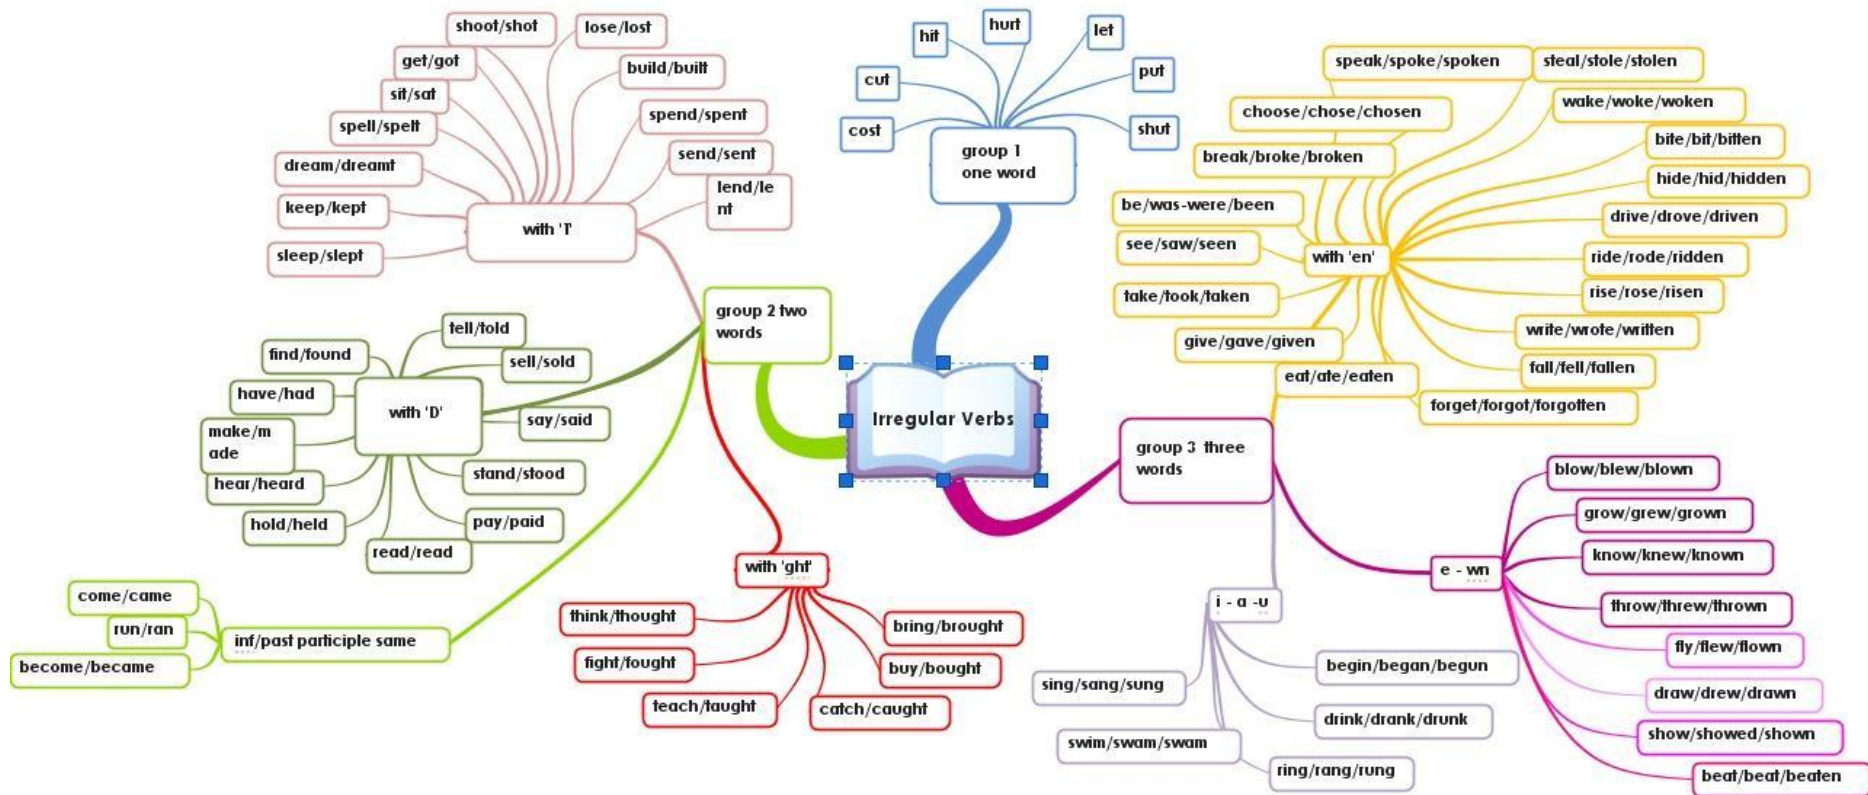 Irregular Verbs
group 1
one word
cost
cut
hit
hurt
let
put
shut
group 2 two
words
with 'T'
shoot/shot
lose/lost
get/got
build/built
sit/sat
spend/spent
spell/spelt
send/sent
dream/dreamt
lend/le
nt
keep/kept
sleep/slept
with 'D'
tell/told
find/found
sell/sold
have/had
say/said
make/m
ade
stand/stood
hear/heard
pay/paid
hold/held
read/read
inf/past participle same
come/came
run/ran
become/became
with 'ght'
think/thought
bring/brought
fight/fought
buy/bought
teach/taught
catch/caught
group 3 three
words
with 'en'
speak/spoke/spoken
steal/stole/stolen
choose/chose/chosen
wake/woke/woken
break/broke/broken
bite/bit/bitten
hide/hid/hidden
be/was-were/been
drive/drove/driven
see/saw/seen
ride/rode/ridden
take/took/taken
rise/rose/risen
give/gave/given
write/wrote/written
eat/ate/eaten
fall/fell/fallen
forget/forgot/forgotten
e - wn
blow/blew/blown
grow/grew/grown
know/knew/known
throw/threw/thrown
fly/flew/flown
draw/drew/drawn
show/showed/shown
beat/beat/beaten
i - a -u
begin/began/begun
sing/sang/sung
drink/drank/drunk
swim/swam/swam
ring/rang/rung